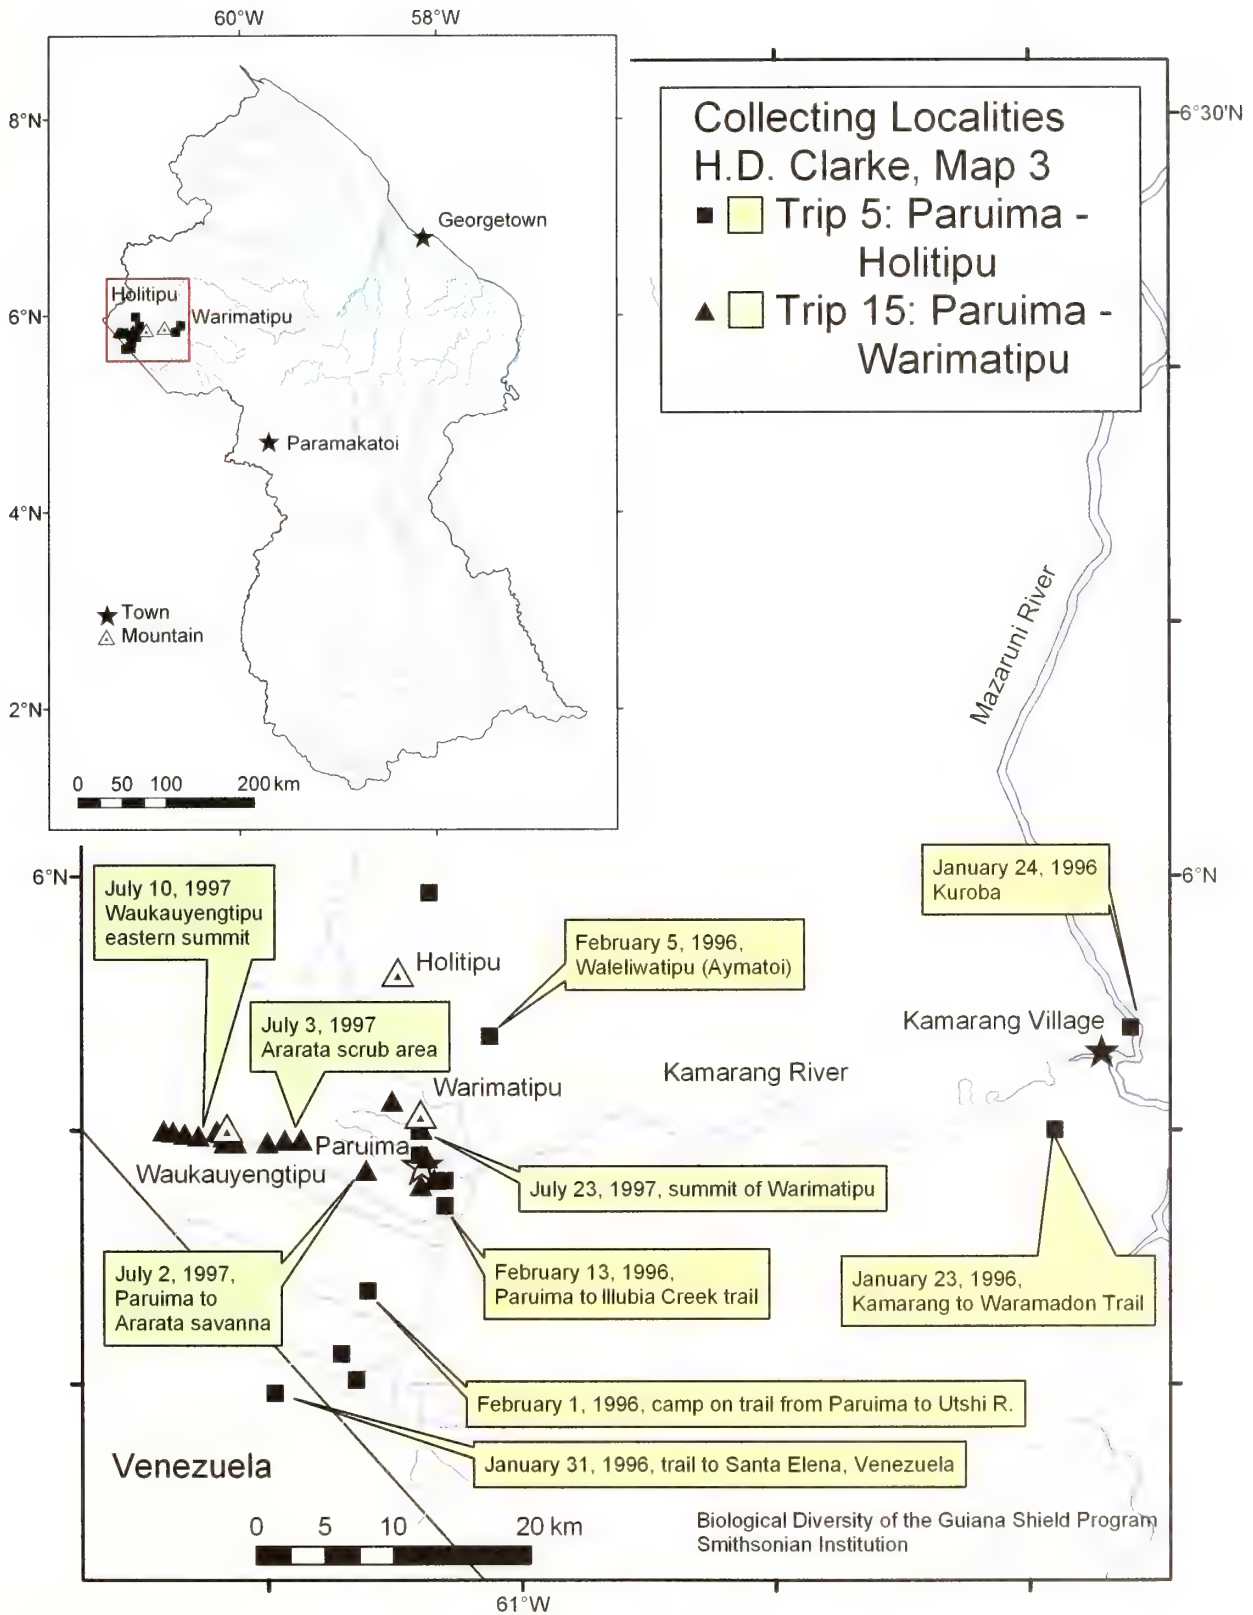 60°W
58°W
8°N
6°N
4°N
2°N
Georgetown
Holitipu
Warimatipu
Paramakatoi
Town
Mountain
0 50 100 200 km
Collecting Localities
H.D. Clarke, Map 3
Trip 5: Paruima -
Holitipu
Trip 15: Paruima -
Warimatipu
6°30'N
Mazaruni River
6°N
6°N
July 10, 1997
Waukauyengtipu
eastern summit
January 24, 1996
Kuroba
Holitipu
February 5, 1996,
Waleliwatipu (Aymatoi)
July 3, 1997
Ararata scrub area
Kamarang Village
Kamarang River
Warimatipu
Paruima
Waukauyengtipu
July 23, 1997, summit of Warimatipu
July 2, 1997,
Paruima to
Ararata savanna
February 13, 1996,
Paruima to Illubia Creek trail
January 23, 1996,
Kamarang to Waramadon Trail
February 1, 1996, camp on trail from Paruima to Utshi R.
January 31, 1996, trail to Santa Elena, Venezuela
Venezuela
0 5 10 20 km
Biological Diversity of the Guiana Shield Program
Smithsonian Institution
61°W